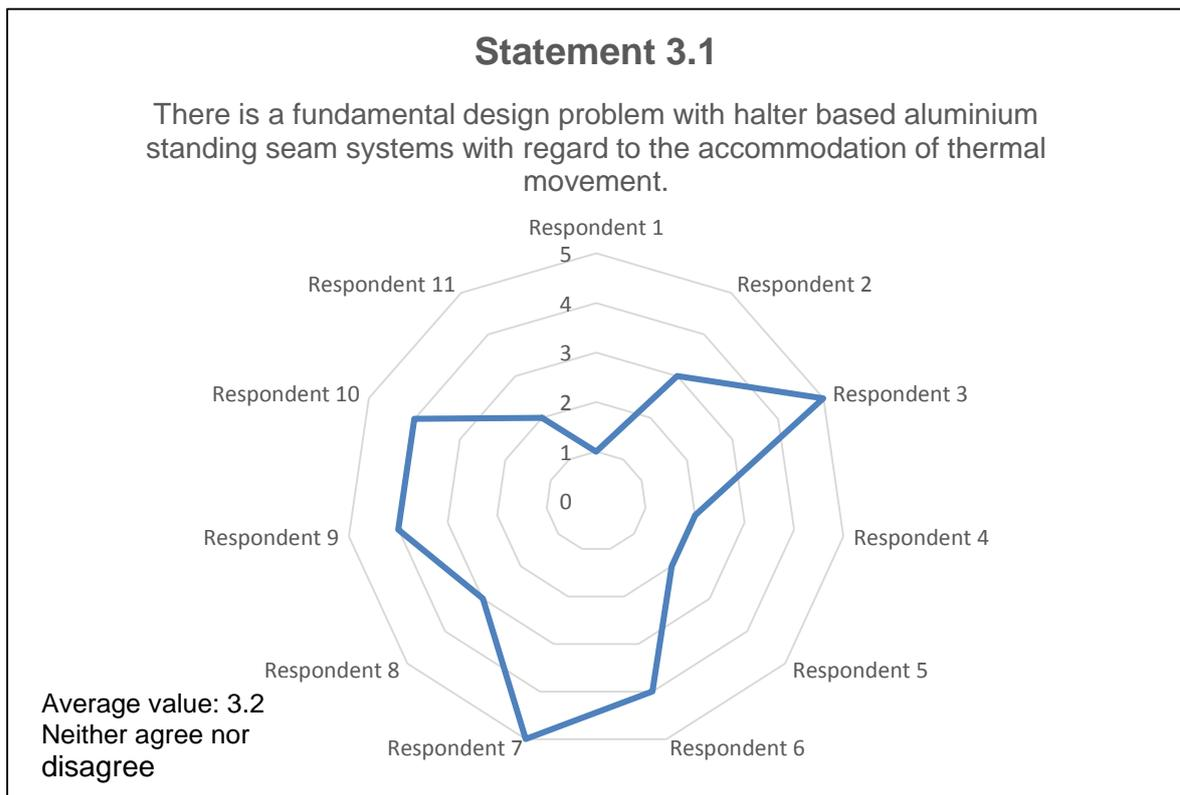 Statement 3.1
There is a fundamental design problem with halter based aluminium
standing seam systems with regard to the accommodation of thermal
movement.
Respondent 1
5
Respondent 11
Respondent 2
4
3
Respondent 10
Respondent 3
2
1
0
Respondent 9
Respondent 4
Respondent 8
Respondent 5
Respondent 7
Respondent 6
Average value: 3.2
Neither agree nor
disagree